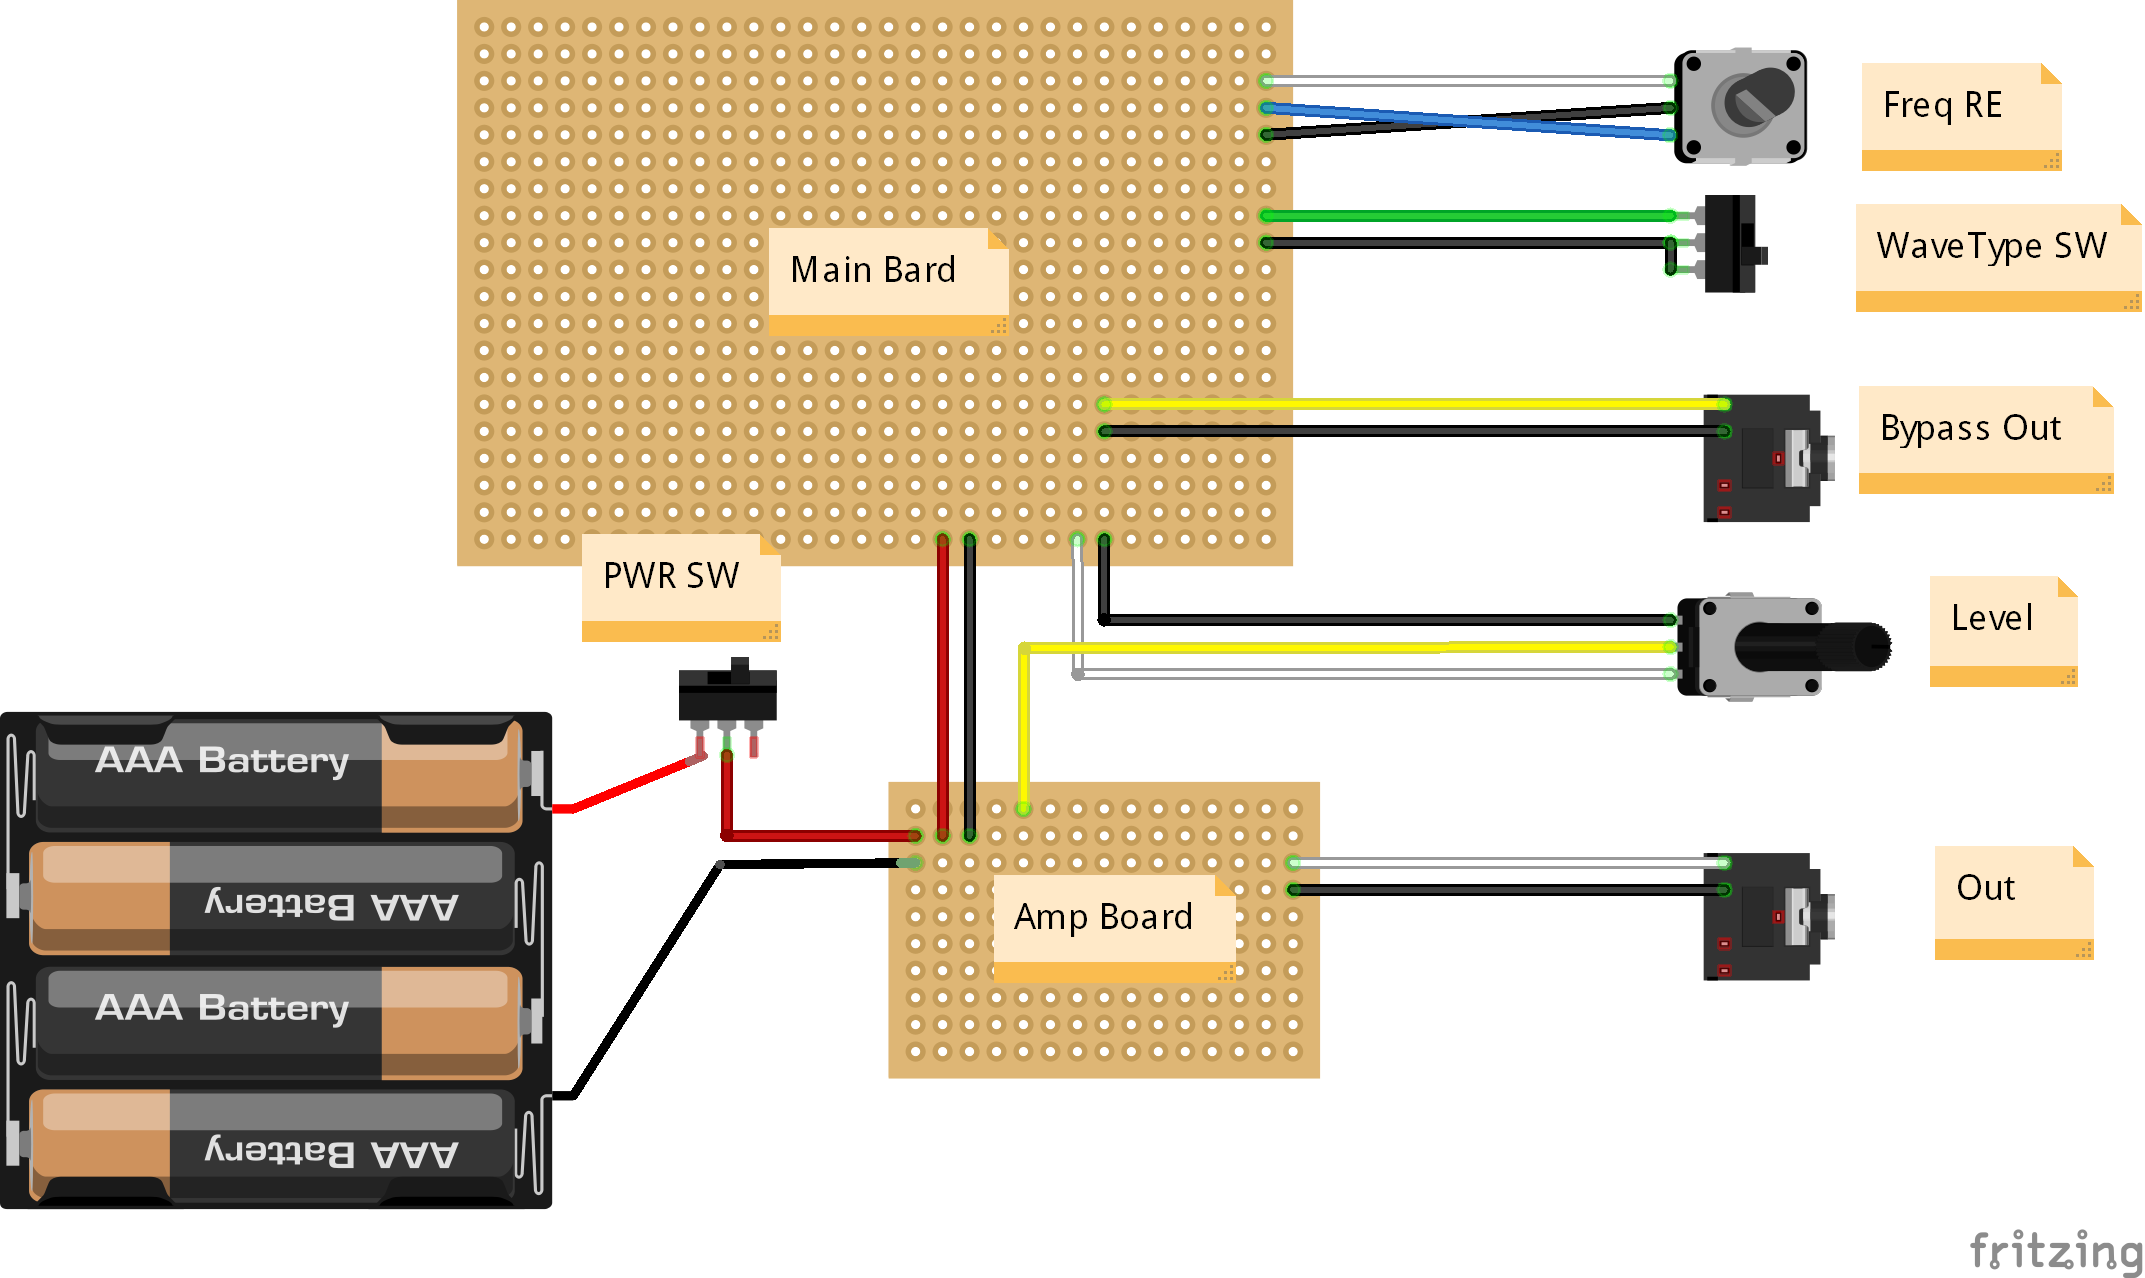 Freq RE
WaveType SW
Main Bard
Bypass Out
PWR SW
Level
AAA Battery
AAA Battery
AAA Battery
AAA Battery
Amp Board
Out
fritzing